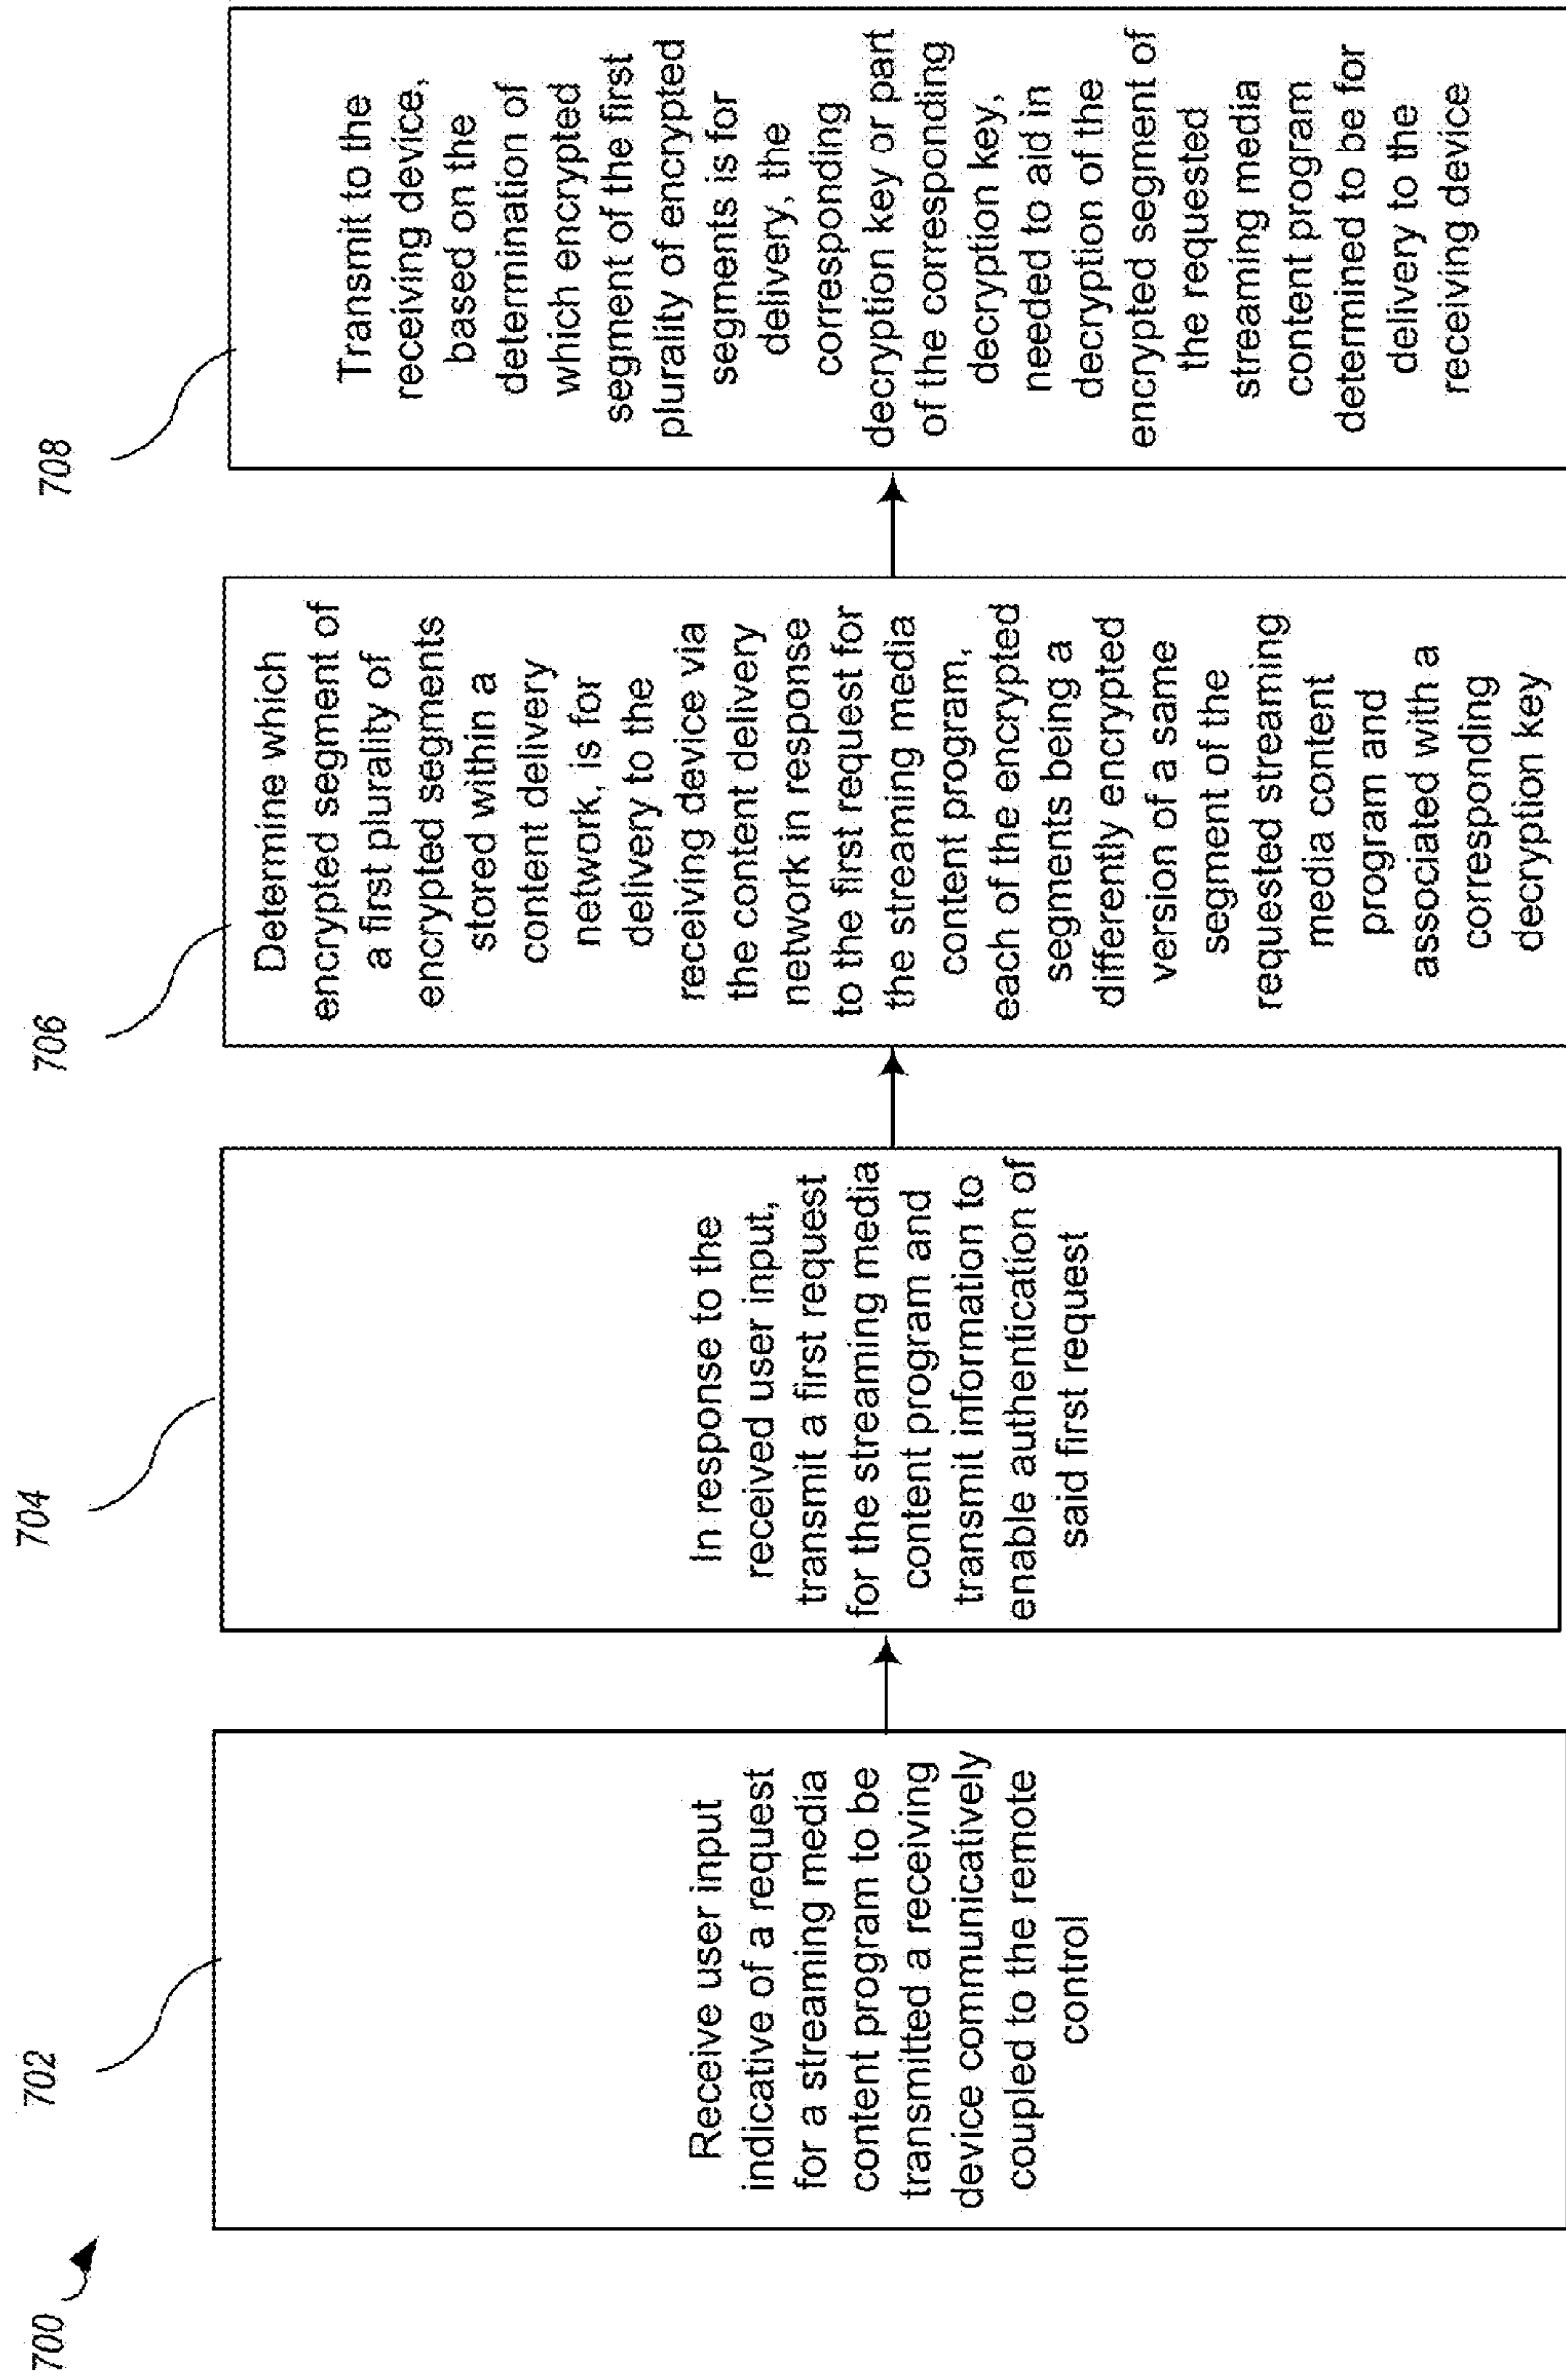 700
702
Receive user input
indicative of a request
for a streaming media
content program to be
transmitted a receiving
device communicatively
coupled to the remote
control
704
In response to the
received user input,
transmit a first request
for the streaming media
content program and
transmit information to
enable authentication of
said first request
706
Determine which
encrypted segment of
a first plurality of
encrypted segments
stored within a
content delivery
network, is for
delivery to the
receiving device via
the content delivery
network in response
to the first request for
the streaming media
content program,
each of the encrypted
segments being a
differently encrypted
version of a same
segment of the
requested streaming
media content
program and
associated with a
corresponding
decryption key
708
Transmit to the
receiving device,
based on the
determination of
which encrypted
segment of the first
plurality of encrypted
segments is for
delivery, the
corresponding
decryption key or part
of the corresponding
decryption key,
needed to aid in
decryption of the
encrypted segment of
the requested
streaming media
content program
determined to be for
delivery to the
receiving device